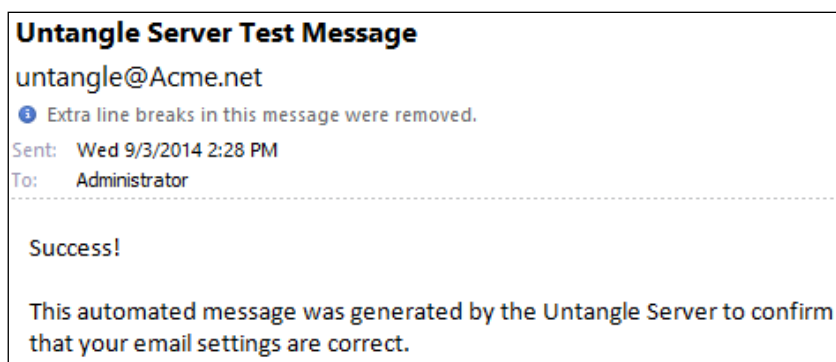 Untangle Server Test Message
untangle@Acme.net
Extra line breaks in this message were removed.
Sent: Wed 9/3/2014 2:28 PM
To: Administrator
Success!
This automated message was generated by the Untangle Server to confirm
that your email settings are correct.